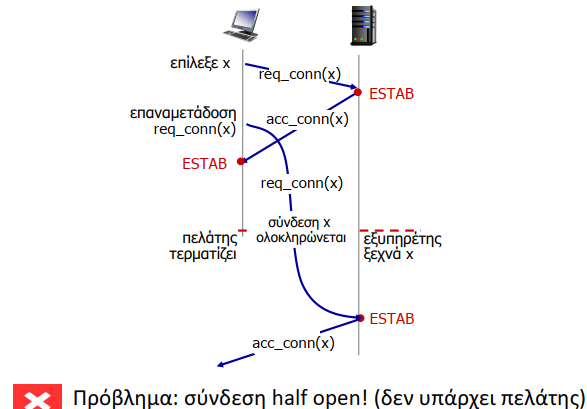 επίλεξε x
req_conn(x)
ESTAB
επαναμετάδοση
req_conn(x)
acc_conn(x)
ESTAB
req_conn(x)
σύνδεση x
ολοκληρώνεται
πελάτης
τερματίζει
εξυπηρέτης
ξεχνά x
ESTAB
acc_conn(x)
Πρόβλημα: σύνδεση half open! (δεν υπάρχει πελάτης)